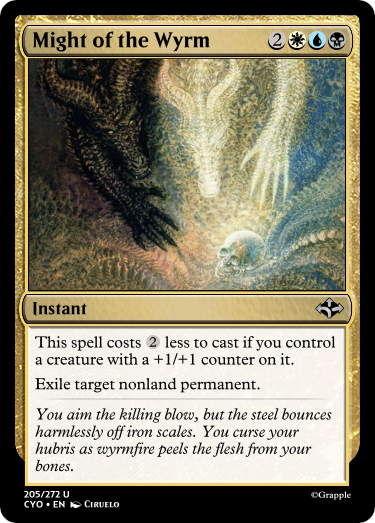 Might of the Wyrm 2
Instant
This spell costs 2 less to cast if you control
a creature with a +1/+1 counter on it.
Exile target nonland permanent.
You aim the killing blow, but the steel bounces
harmlessly off iron scales. You curse your
hubris as wyrmfire peels the flesh from your
bones.
205/272 U
CYO • EN Ciruelo
©Grapple